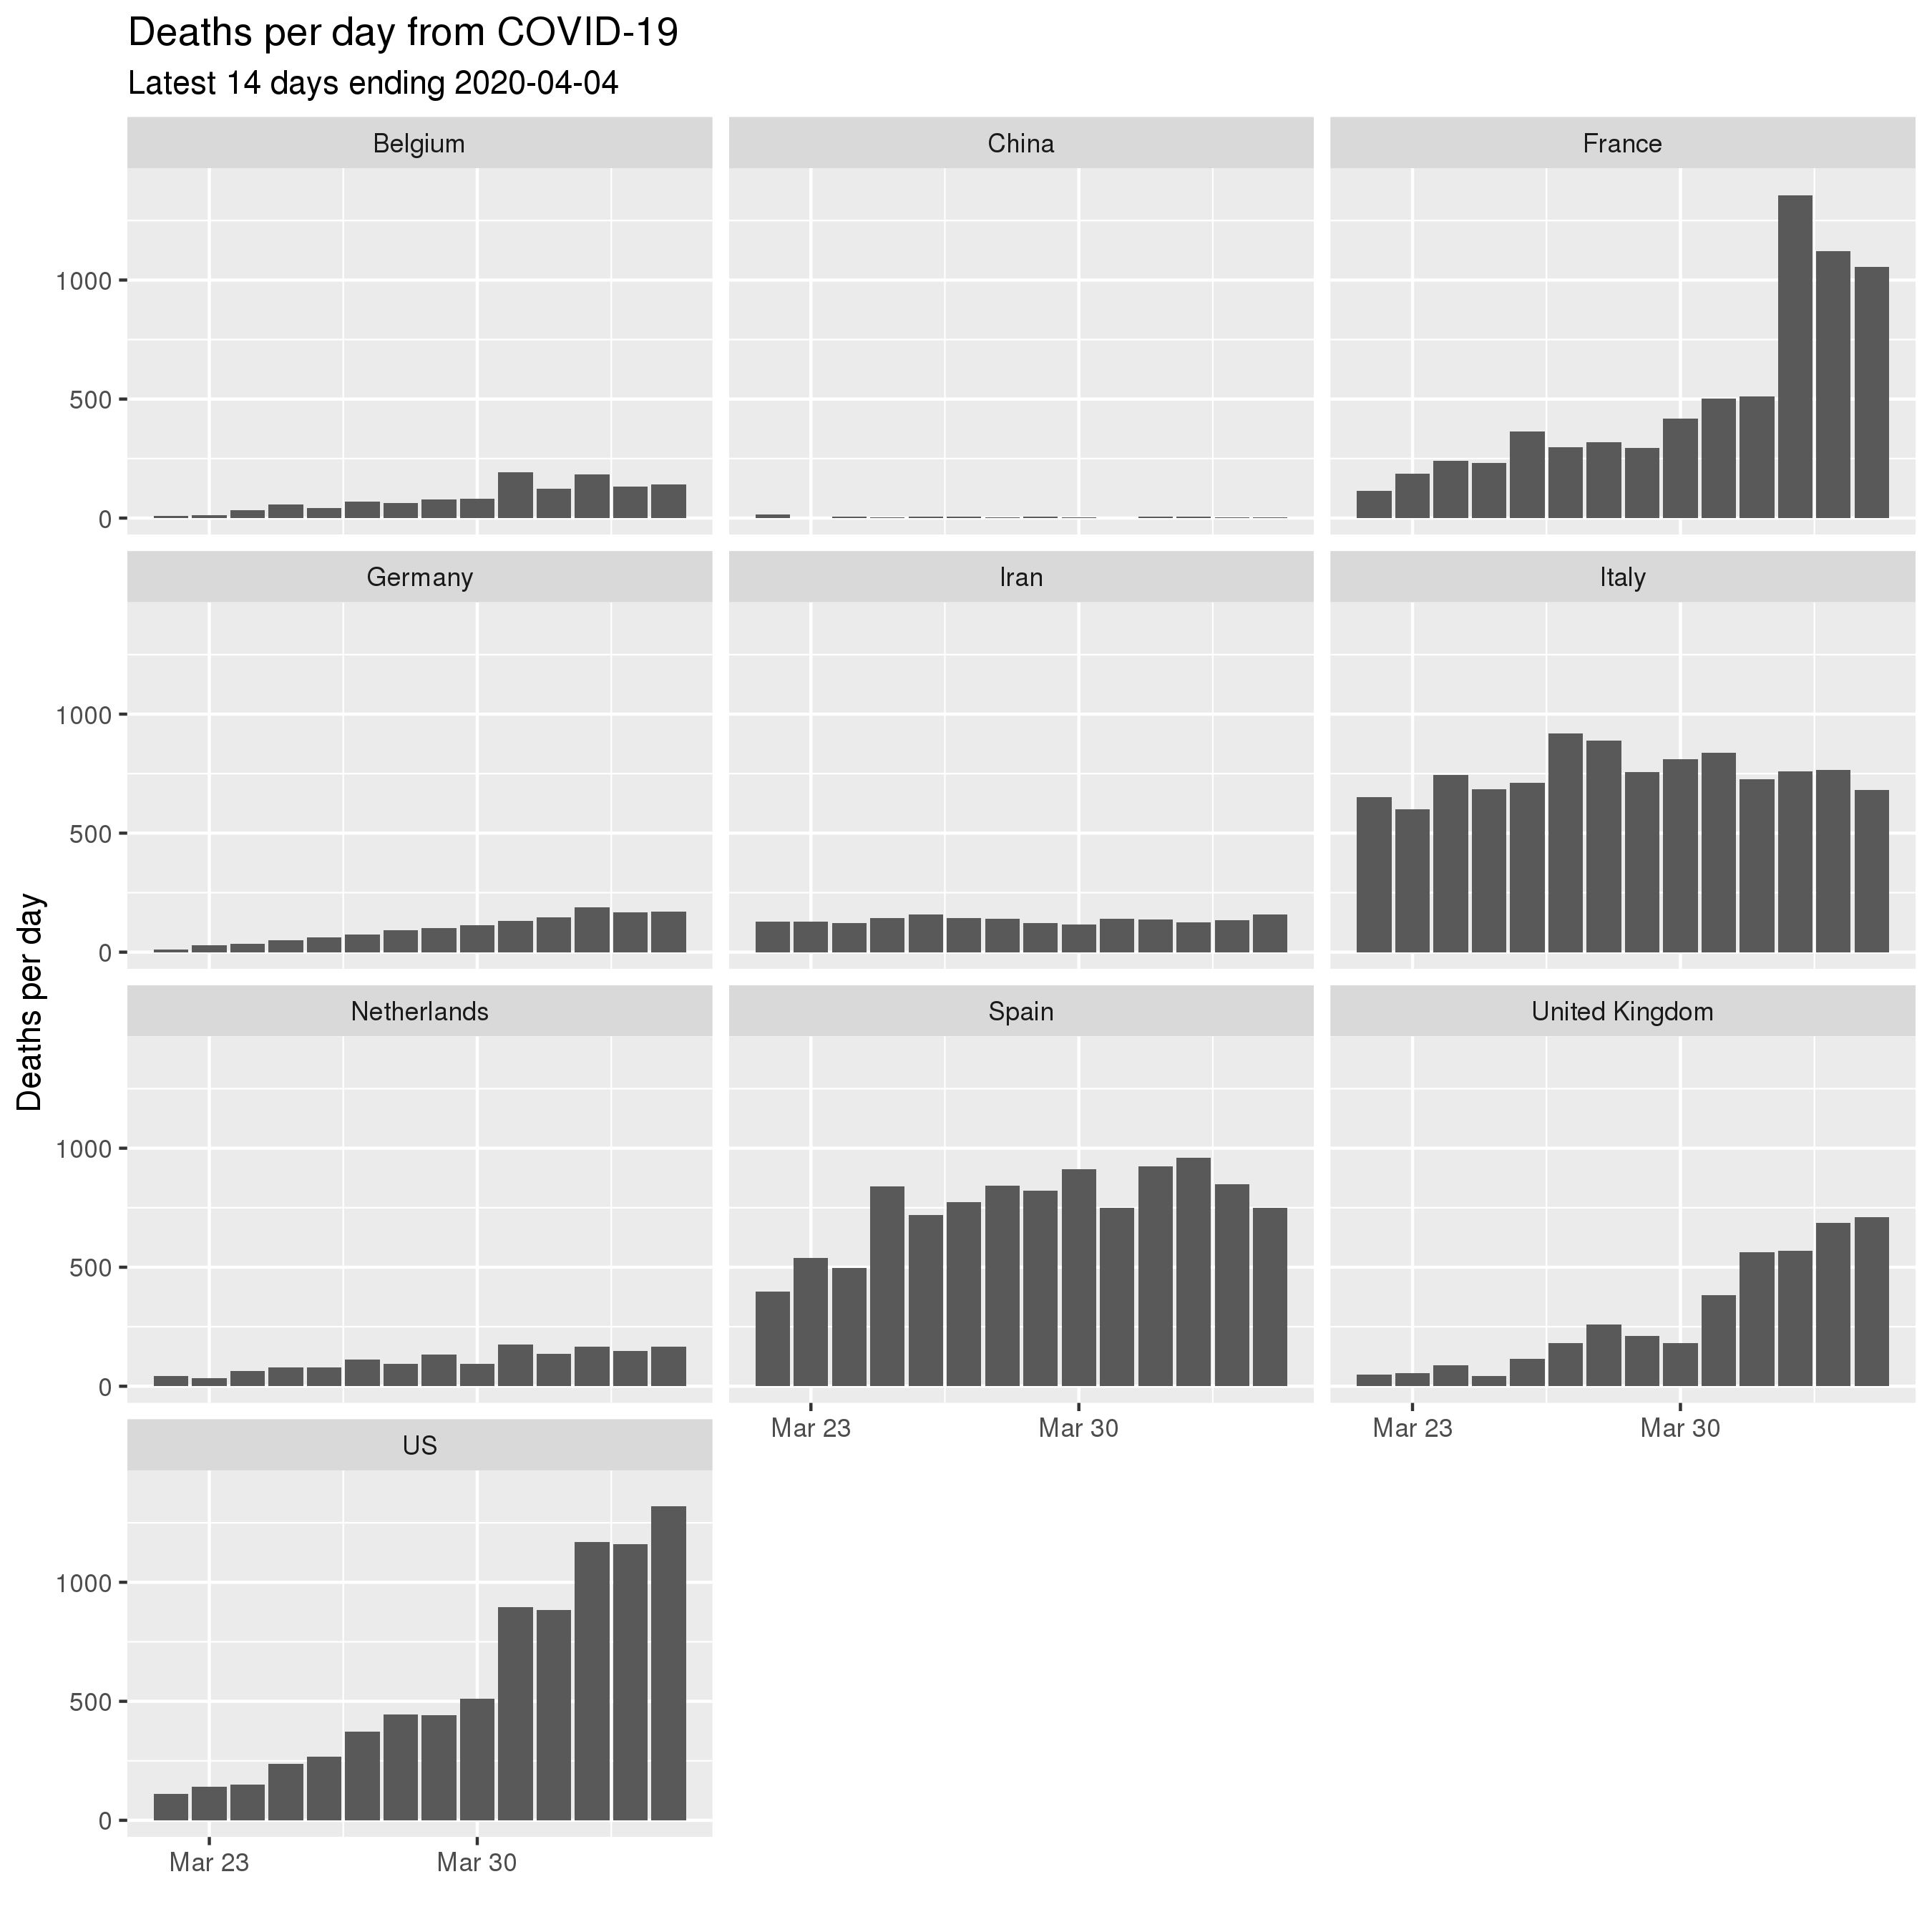 Deaths per day from COVID-19
Latest 14 days ending 2020-04-04
Deaths per day
Belgium
China
France
1000
500
0
Germany
Iran
Italy
1000
500
0
Netherlands
Spain
United Kingdom
1000
500
0
Mar 23
Mar 30
Mar 23
Mar 30
US
1000
500
0
Mar 23
Mar 30